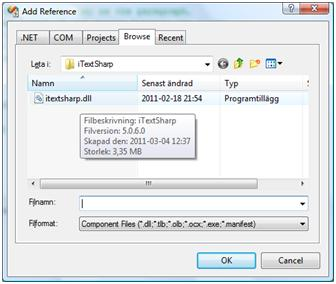 Add Reference
.NET COM Projects Browse Recent
Leta i: iTextSharp
Namn Senast ändrad Typ
itextsharp.dll 2011-02-18 21:54 Programtillägg
Filbeskrivning: iTextSharp
Filversion: 5.0.6.0
Skapad den: 2011-03-04 12:37
Storlek: 3,35 MB
Filnamn:
Filformat: Component Files (*.dll;*.tlb;*.olb;*.ocx;*.exe;*.manifest)
OK Cancel